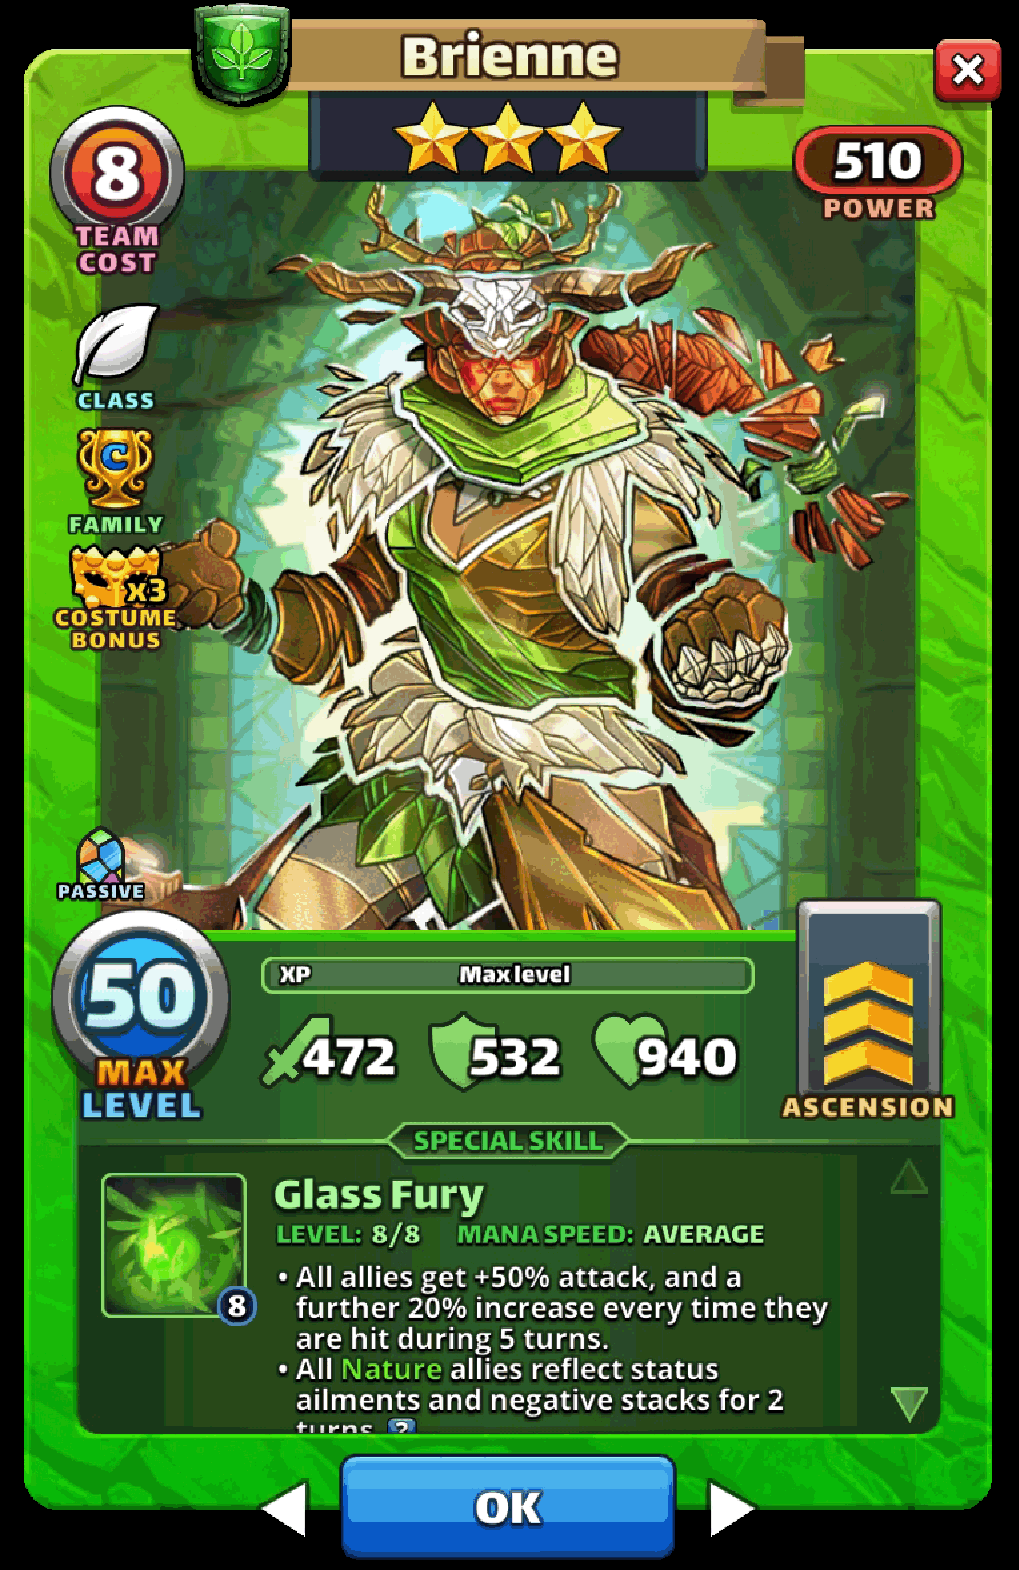 Brienne
8
TEAM
COST
510
POWER
CLASS
C
FAMILY
x3
COSTUME
BONUS
PASSIVE
50
MAX
LEVEL
XP Max level
472 532 940
ASCENSION
SPECIAL SKILL
Glass Fury
LEVEL: 8/8 MANA SPEED: AVERAGE
8
• All allies get +50% attack, and a
further 20% increase every time they
are hit during 5 turns.
• All Nature allies reflect status
ailments and negative stacks for 2
turns. ?
OK